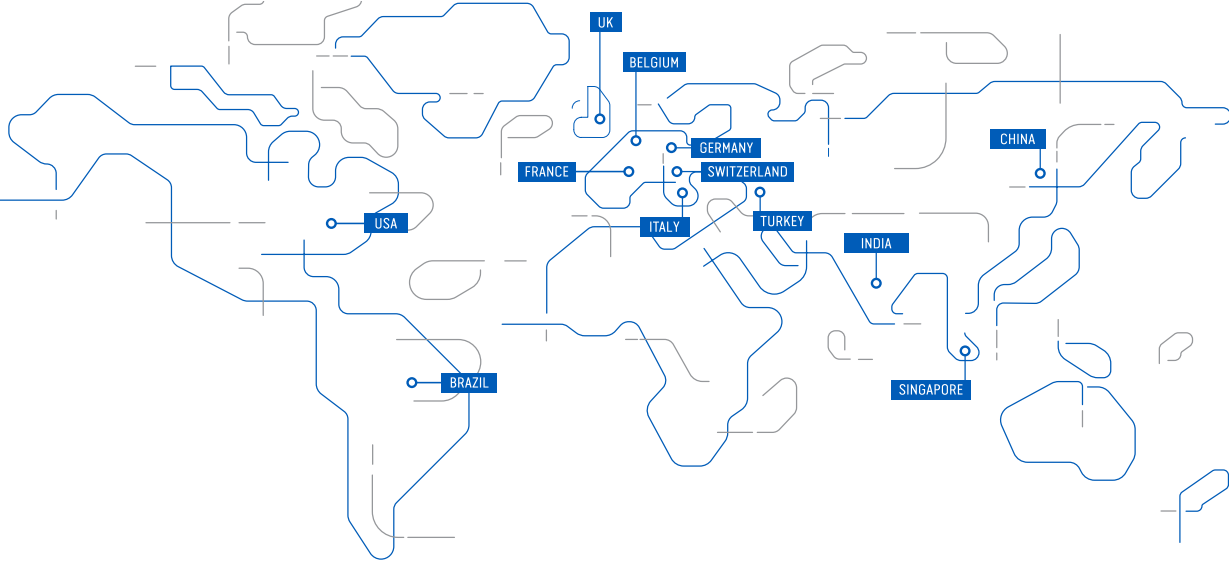 UK
BELGIUM
CHINA
GERMANY
FRANCE
SWITZERLAND
USA
ITALY
TURKEY
INDIA
BRAZIL
SINGAPORE